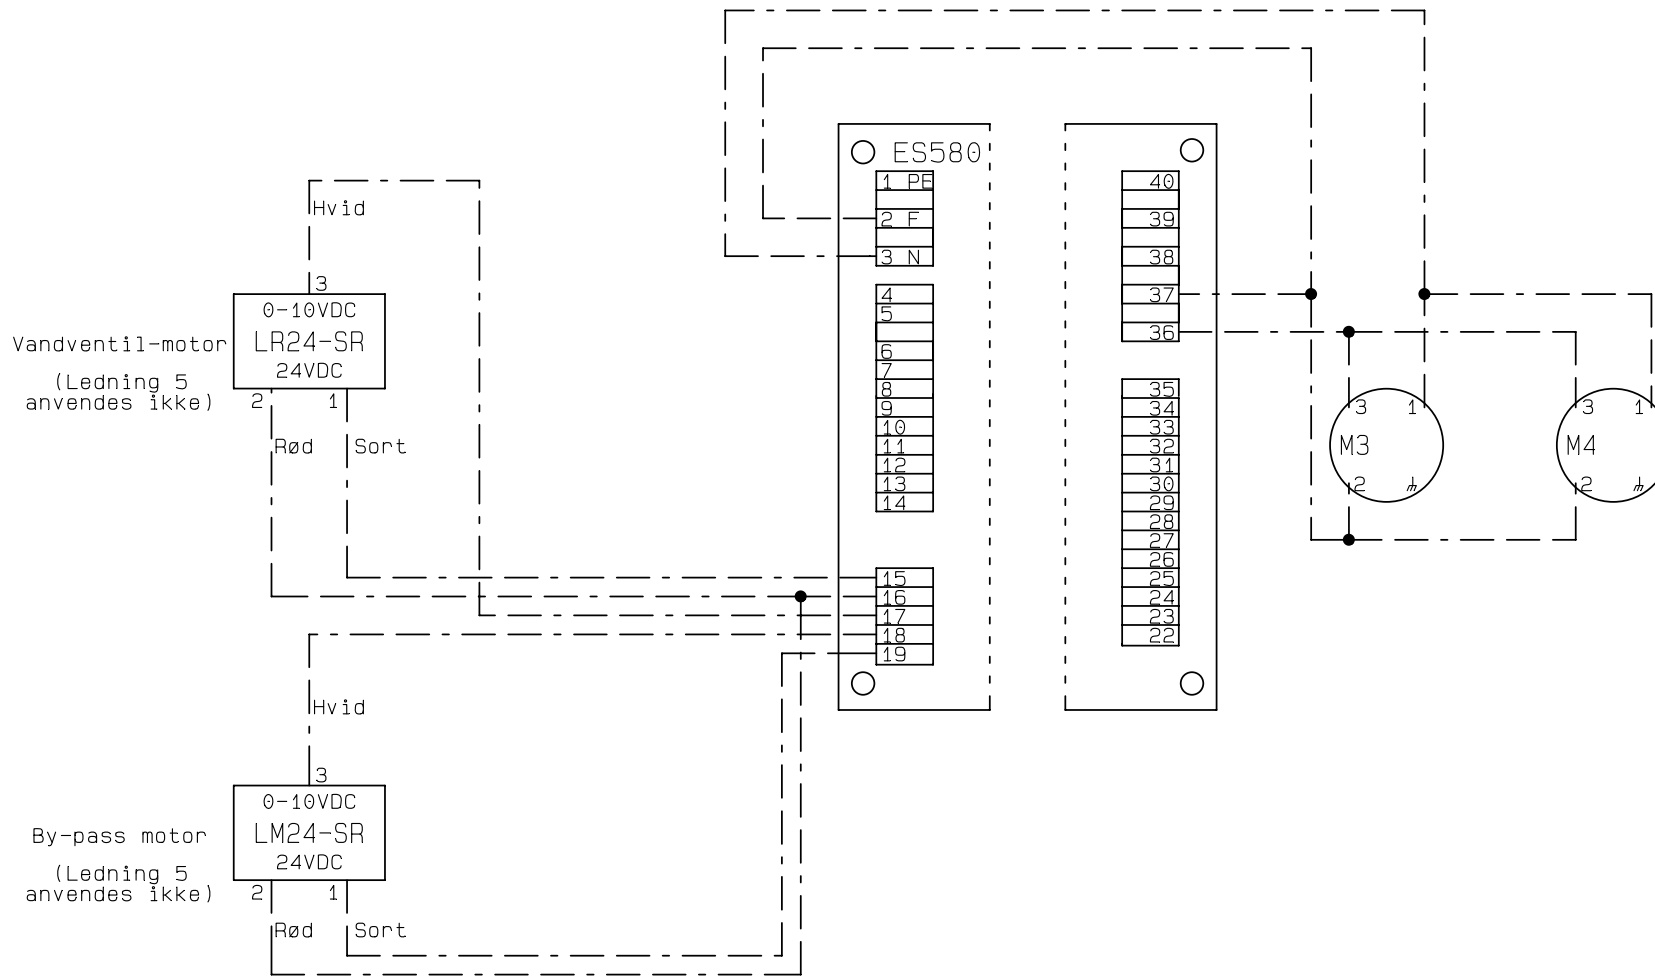 ES580
1 PE
2 F
3 N
4
5
6
7
8
9
10
11
12
13
14
15
16
17
18
19
40
39
38
37
36
35
34
33
32
31
30
29
28
27
26
25
24
23
22
Hvid
3
0-10VDC
LR24-SR
24VDC
Vandventil-motor
(Ledning 5
anvendes ikke)
2
1
Rød
Sort
Hvid
3
0-10VDC
LM24-SR
24VDC
By-pass motor
(Ledning 5
anvendes ikke)
2
1
Rød
Sort
3
1
M3
2
3
1
M4
2